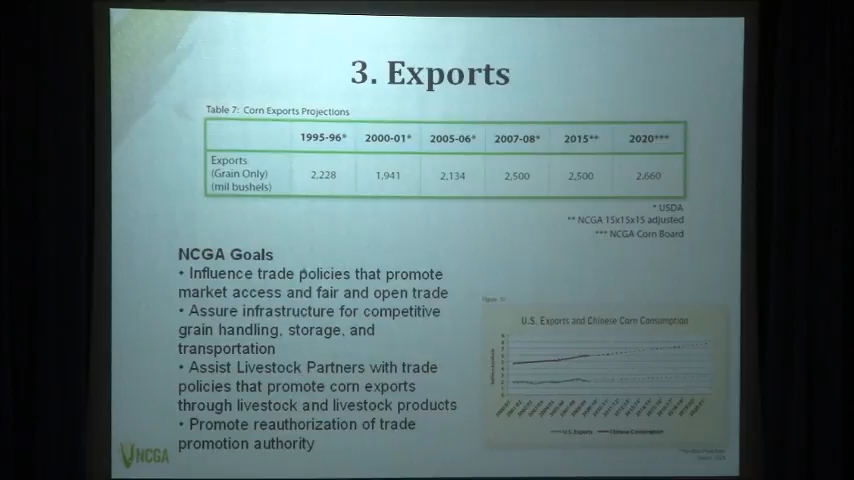 3. Exports
Table 7: Corn Exports Projections
1995-96* 2000-01* 2005-06* 2007-08* 2015** 2020***
Exports
(Grain Only)
(mil bushels)
2,228 1,941 2,134 2,500 2,500 2,660
* USDA
** NCGA 15x15x15 adjusted
*** NCGA Corn Board
NCGA Goals
• Influence trade policies that promote
market access and fair and open trade
• Assure infrastructure for competitive
grain handling, storage, and
transportation
• Assist Livestock Partners with trade
policies that promote corn exports
through livestock and livestock products
• Promote reauthorization of trade
promotion authority
U.S. Exports and Chinese Corn Consumption
U.S. Exports Chinese Consumption
NCGA